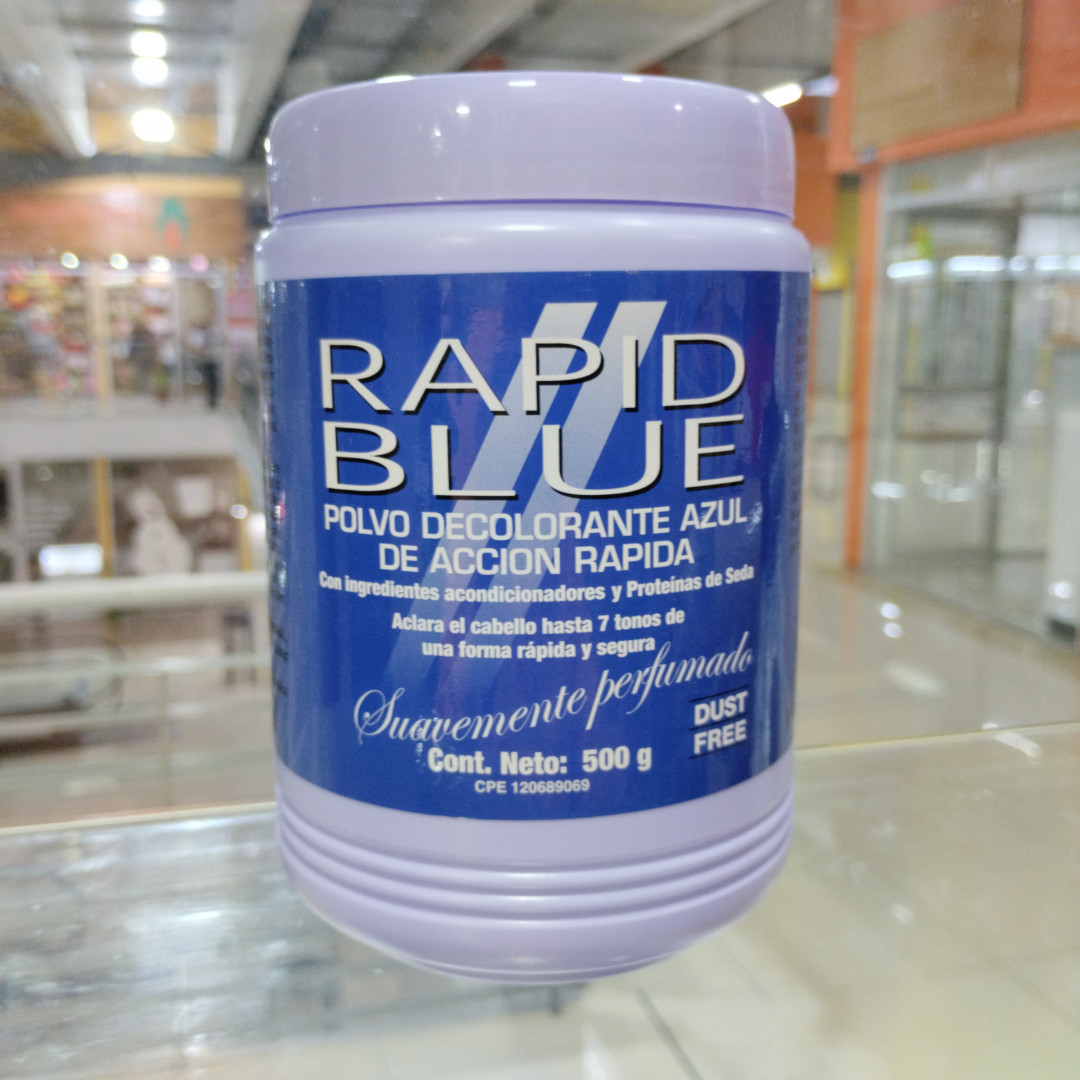 RAPID
BLUE
POLVO DECOLORANTE AZUL
DE ACCION RAPIDA
Con ingredientes acondicionadores y Proteínas de Seda
Aclara el cabello hasta 7 tonos de
una forma rápida y segura
Suavemente perfumado
DUST
FREE
Cont. Neto: 500 g
CPE 120689069